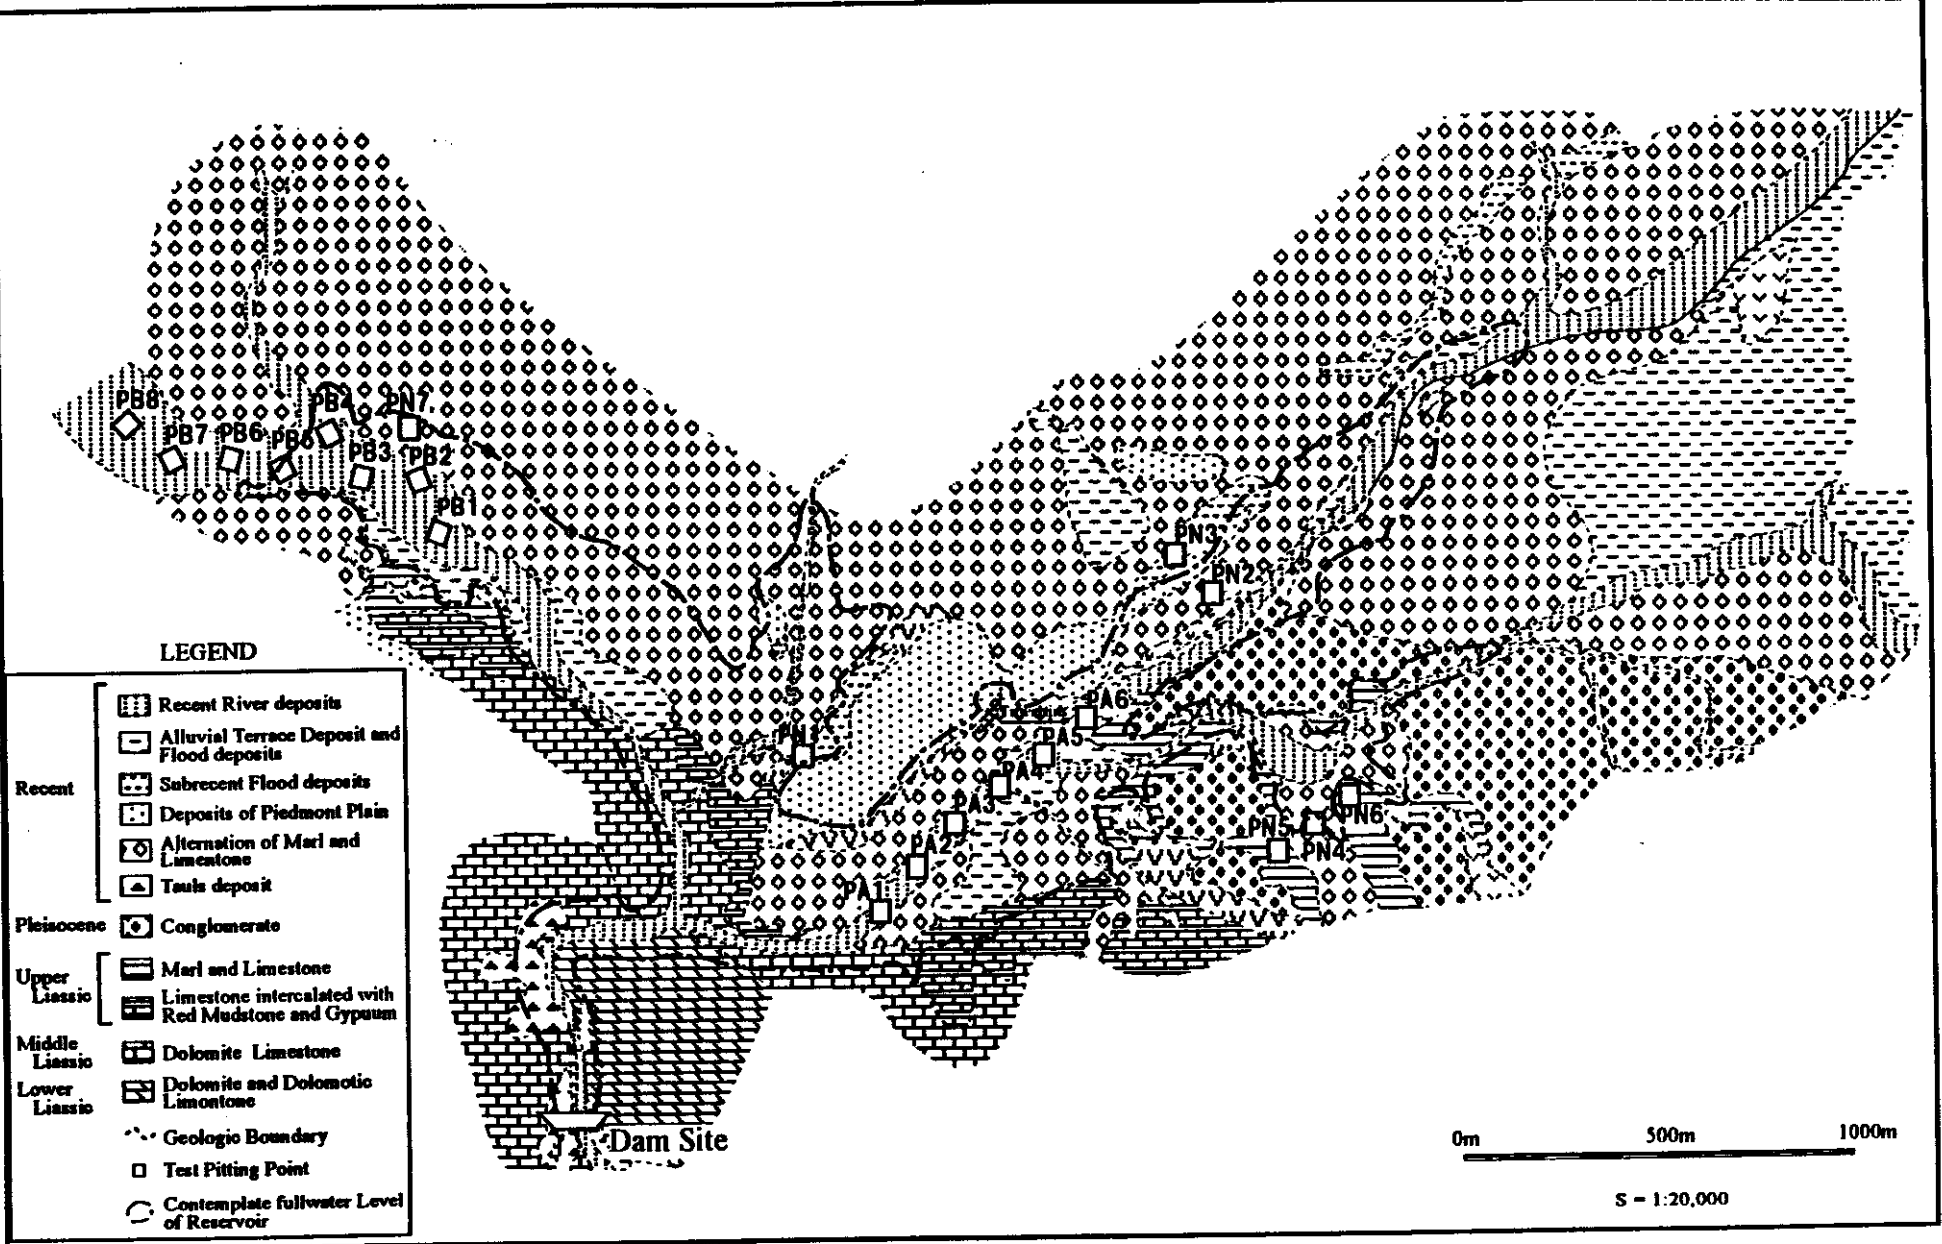 PB8
PB4
PN7
PB7
PB6
PB5
PB3
PB2
PB1
PN3
PN2
PA6
PN1
PA5
PA4
PA3
PA2
PA1
PN5
PN4
PN6
LEGEND
Recent
Recent River deposits
Alluvial Terrace Deposit and
Flood deposits
Subrecent Flood deposits
Deposits of Piedmont Plain
Alternation of Marl and
Limentone
Tauls deposit
Pleisocene
Conglomerate
Upper
Liassic
Marl and Limestone
Limestone intercalated with
Red Mudstone and Gypuum
Middle
Liassic
Dolomite Limestone
Lower
Liassic
Dolomite and Dolomotic
Limontone
Geologic Boundary
Test Pitting Point
Contemplate fullwater Level
of Reservoir
Dam Site
0m 500m 1000m
S = 1:20,000